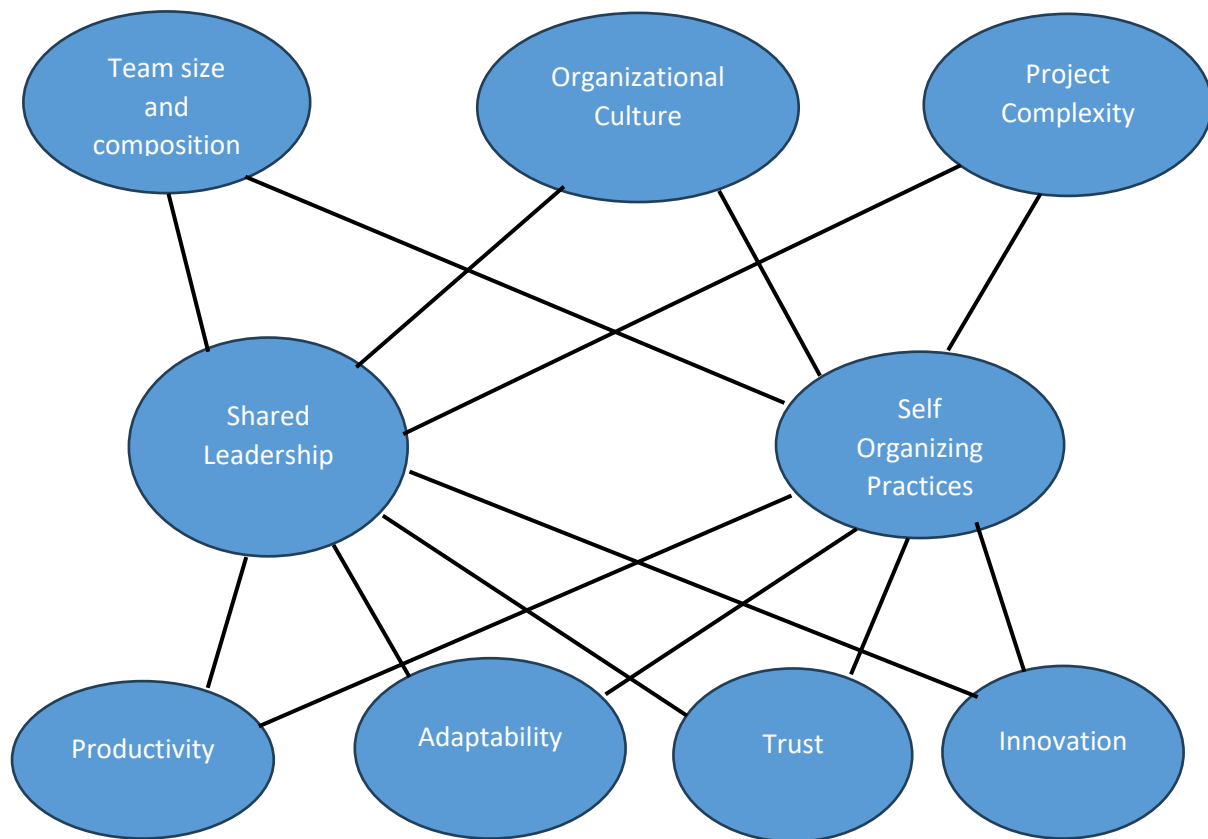 Team size
and
composition
Organizational
Culture
Project
Complexity
Shared
Leadership
Self
Organizing
Practices
Productivity
Adaptability
Trust
Innovation